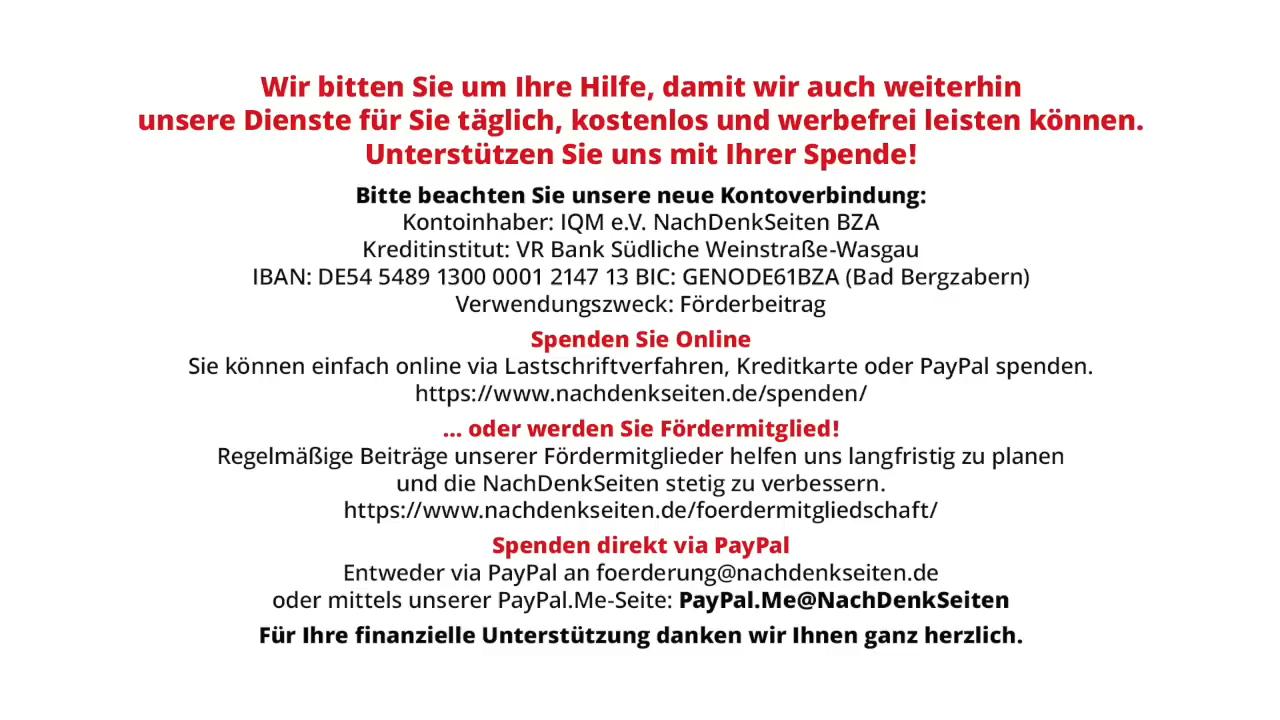 Wir bitten Sie um Ihre Hilfe, damit wir auch weiterhin
unsere Dienste für Sie täglich, kostenlos und werbefrei leisten können.
Unterstützen Sie uns mit Ihrer Spende!
Bitte beachten Sie unsere neue Kontoverbindung:
Kontoinhaber: IQM e.V. NachDenkSeiten BZA
Kreditinstitut: VR Bank Südliche Weinstraße-Wasgau
IBAN: DE54 5489 1300 0001 2147 13 BIC: GENODE61BZA (Bad Bergzabern)
Verwendungszweck: Förderbeitrag
Spenden Sie Online
Sie können einfach online via Lastschriftverfahren, Kreditkarte oder PayPal spenden.
https://www.nachdenkseiten.de/spenden/
... oder werden Sie Fördermitglied!
Regelmäßige Beiträge unserer Fördermitglieder helfen uns langfristig zu planen
und die NachDenkSeiten stetig zu verbessern.
https://www.nachdenkseiten.de/foerdermitgliedschaft/
Spenden direkt via PayPal
Entweder via PayPal an foerderung@nachdenkseiten.de
oder mittels unserer PayPal.Me-Seite: PayPal.Me@NachDenkSeiten
Für Ihre finanzielle Unterstützung danken wir Ihnen ganz herzlich.